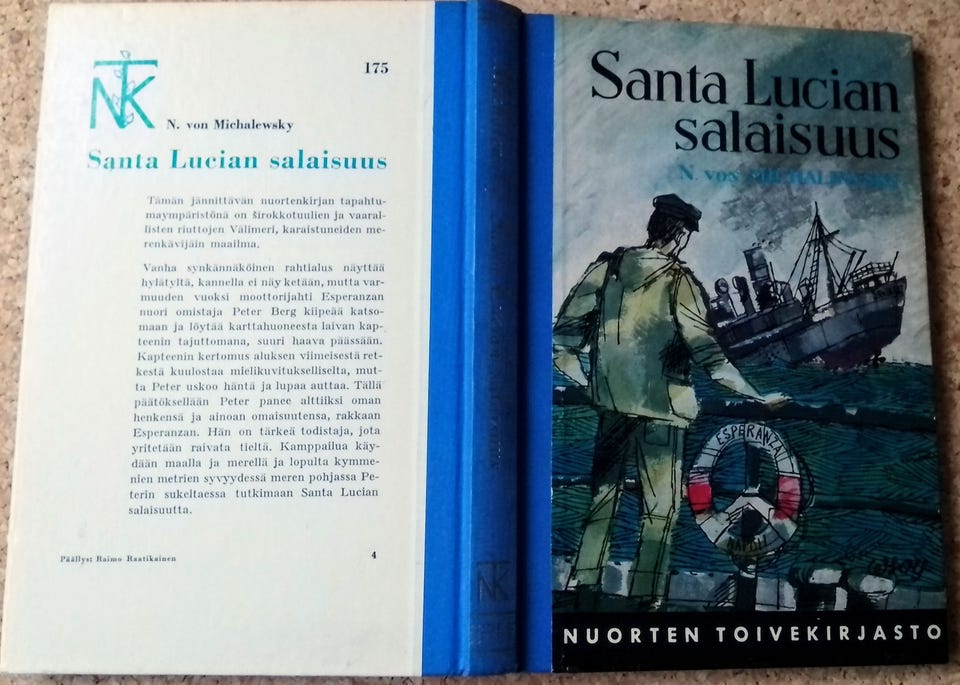 NTK
175
N. von Michalewsky
Santa Lucian salaisuus
Tämän jännittävän nuortenkirjan tapahtu-
maympäristönä on širokkotuulien ja vaaral-
listen riuttojen Välimeri, karaistuneiden me-
renkävijäin maailma.
Vanha synkännäköinen rahtialus näyttää
hylätyltä, kannella ei näy ketään, mutta var-
muuden vuoksi moottorijahti Esperanzan
nuori omistaja Peter Berg kiipeää katso-
maan ja löytää karttahuoneesta laivan kap-
teenin tajuttomana, suuri haava päässään.
Kapteenin kertomus aluksen viimeisestä ret-
kestä kuulostaa mielikuvitukselliselta, mut-
ta Peter uskoo häntä ja lupaa auttaa. Tällä
päätöksellään Peter panee alttiiksi oman
henkensä ja ainoan omaisuutensa, rakkaan
Esperanzan. Hän on tärkeä todistaja, jota
yritetään raivata tieltä. Kamppailua käy-
dään maalla ja merellä ja lopulta kymme-
nien metrien syvyydessä meren pohjassa Pe-
terin sukeltaessa tutkimaan Santa Lucian
salaisuutta.
Päällys: Raimo Raatikainen
4
NTK
Santa Lucian
salaisuus
N. von MICHALEWSKY
ESPERANZA
NAPOLI
NUORTEN TOIVEKIRJASTO